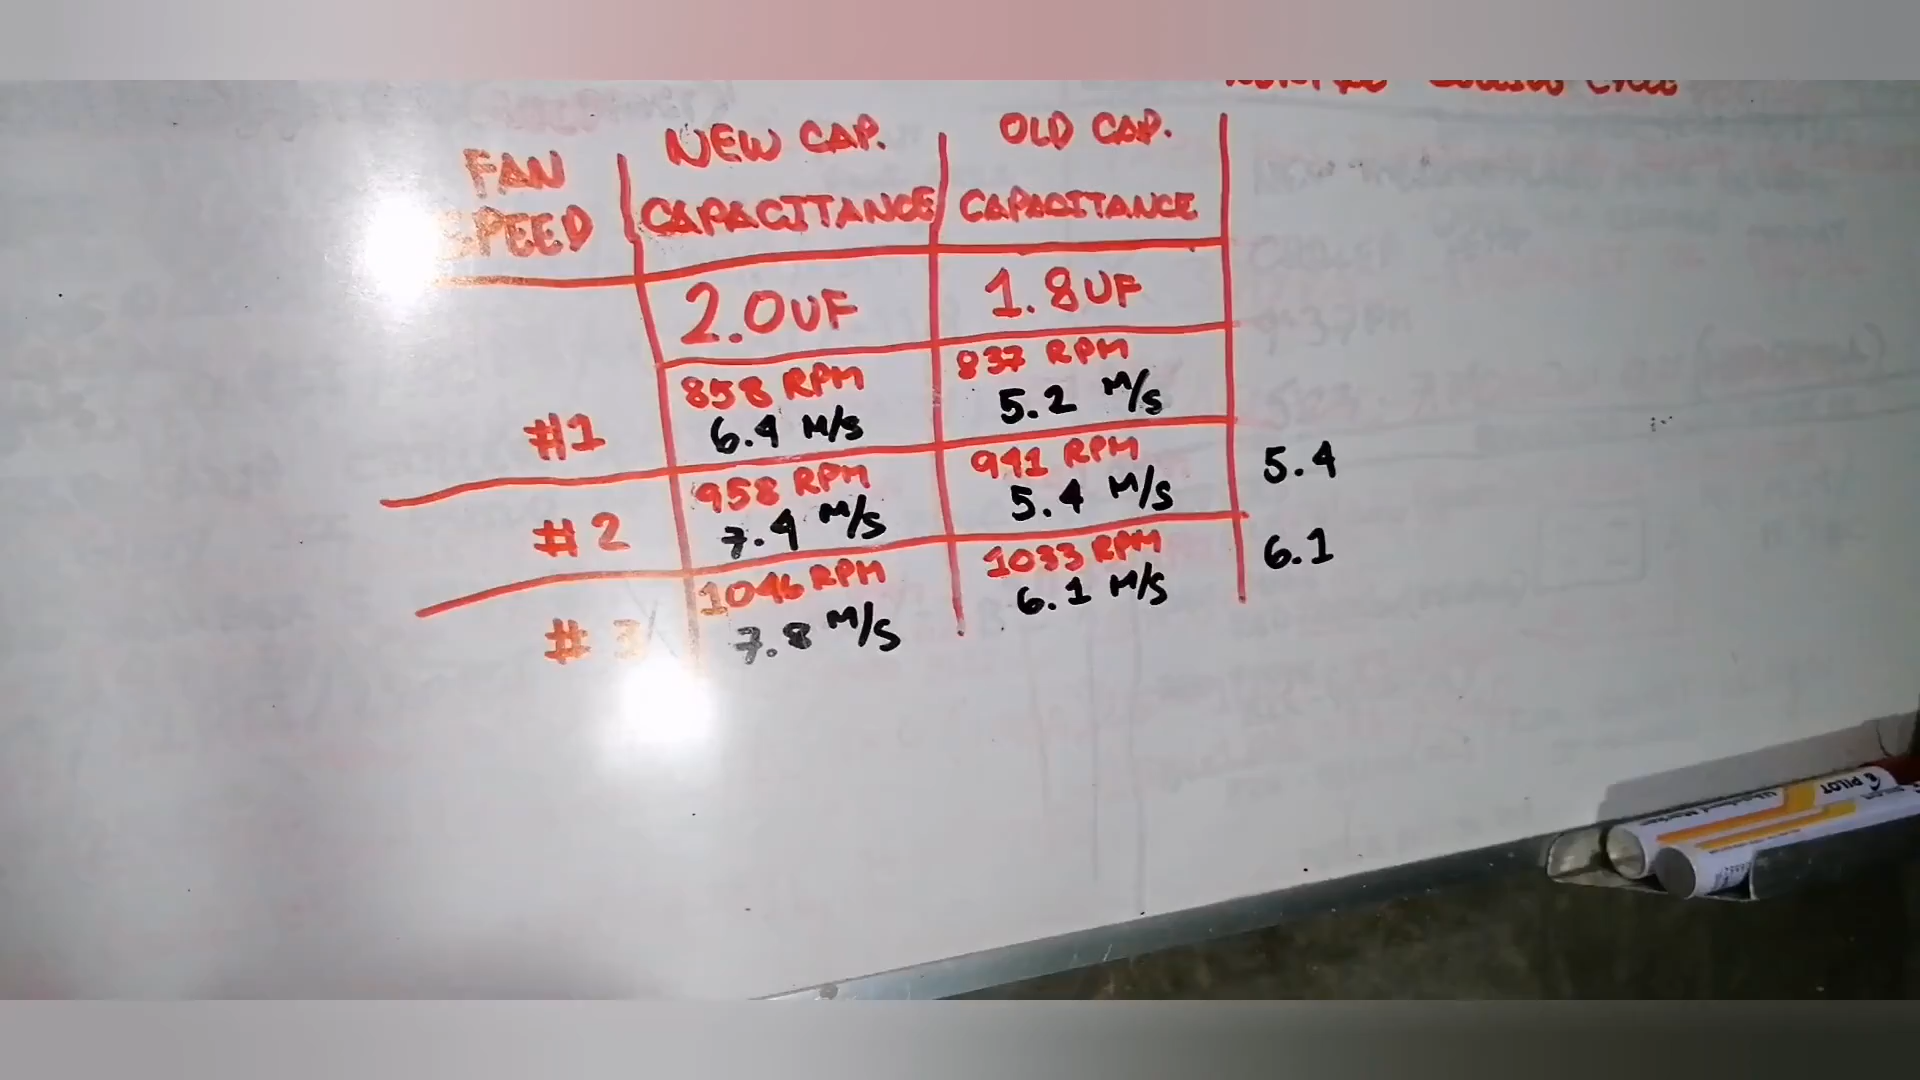 FAN
SPEED
NEW CAP.
CAPACITANCE
OLD CAP.
CAPACITANCE
2.0UF
1.8UF
#1
858 RPM
6.4 M/S
837 RPM
5.2 M/S
#2
958 RPM
7.4 M/S
941 RPM
5.4 M/S
5.4
#3
1046 RPM
7.8 M/S
1033 RPM
6.1 M/S
6.1
PILOT